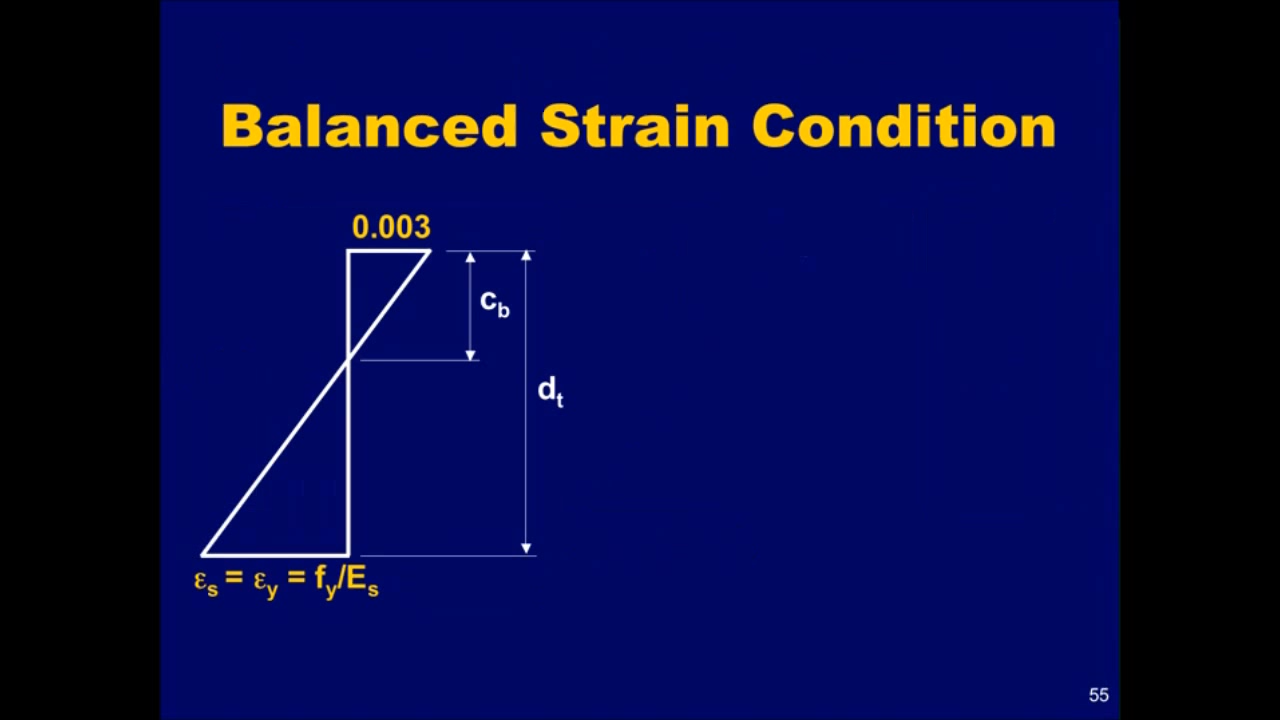 Balanced Strain Condition
0.003
c_b
d_t
ε_s = ε_y = f_y/E_s
55